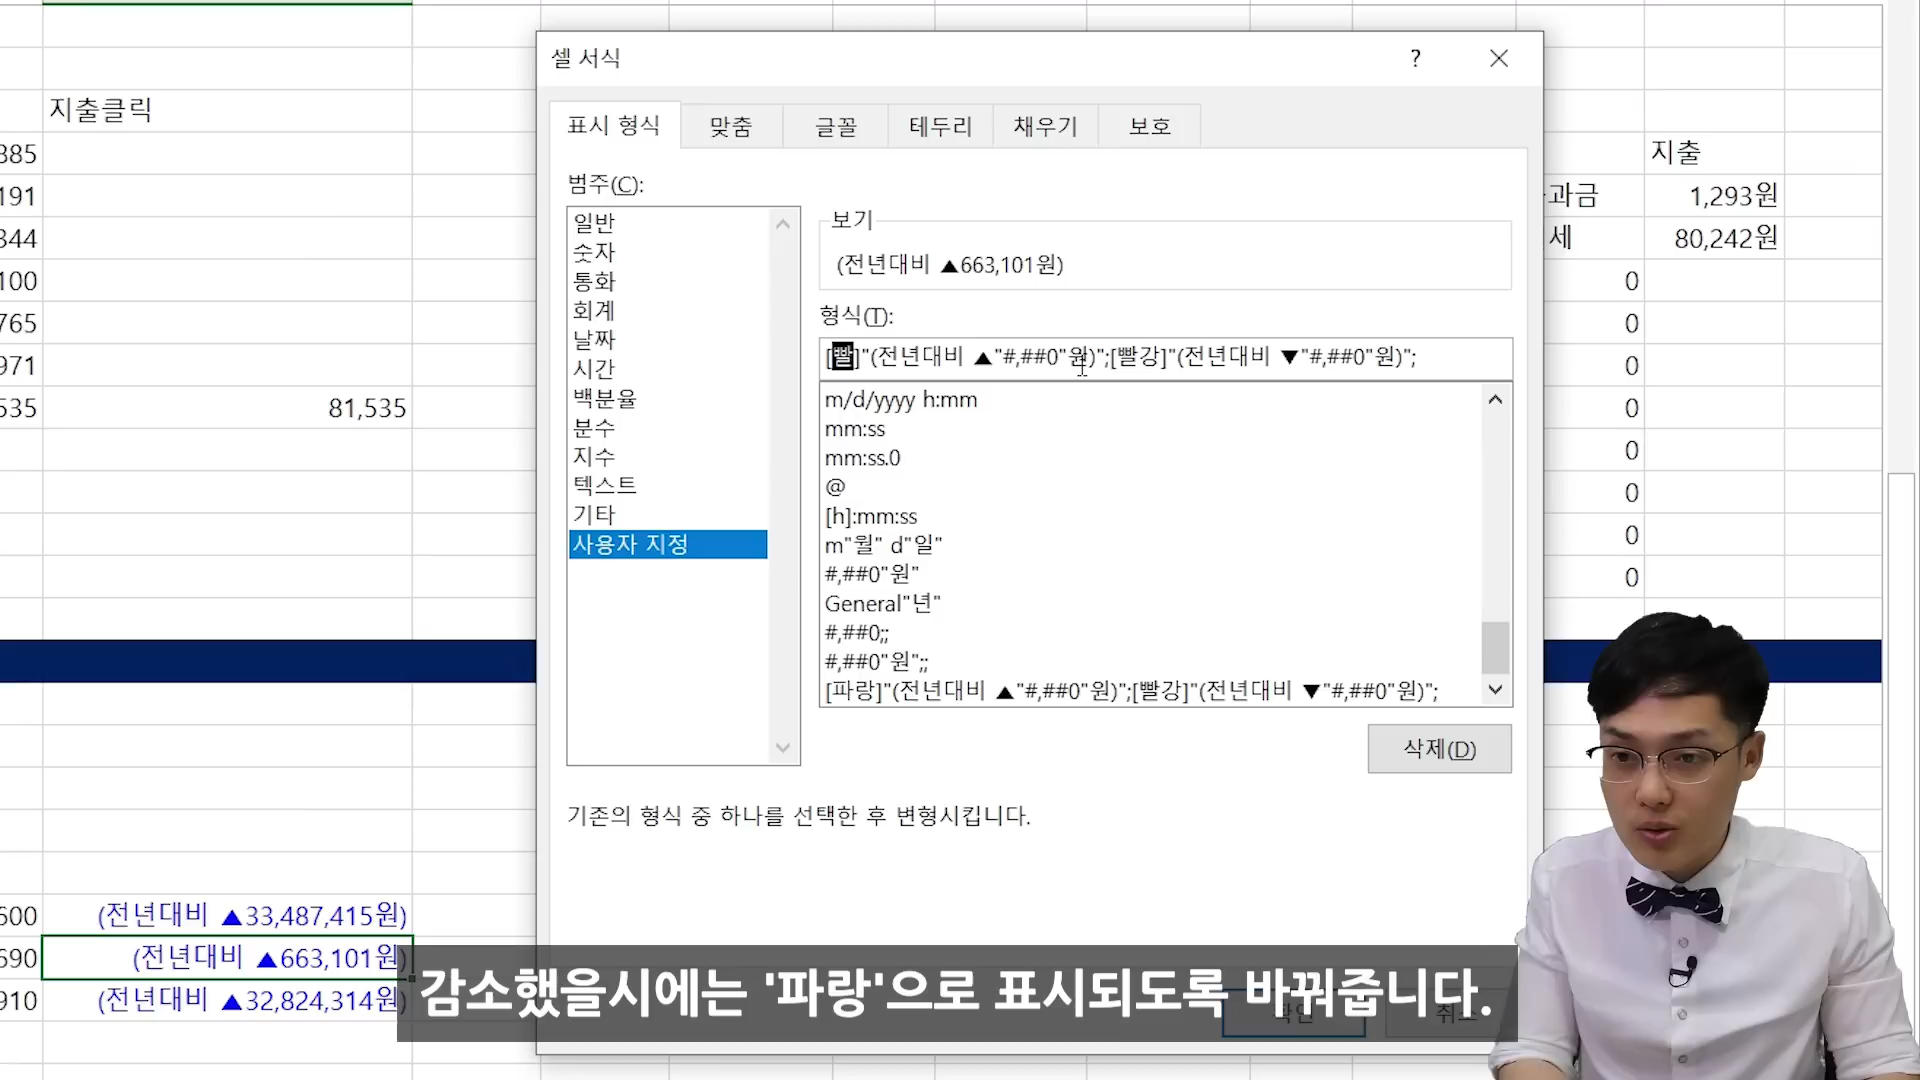 셀 서식
?
지출클릭
표시 형식
맞춤
글꼴
테두리
채우기
보호
지출
385
191
344
100
765
971
535
81,535
범주(C):
일반
숫자
통화
회계
날짜
시간
백분율
분수
지수
텍스트
기타
사용자 지정
보기
(전년대비 ▲663,101원)
형식(T):
[빨]"(전년대비 ▲"#,##0"원)";[빨강]"(전년대비 ▼"#,##0"원)";
m/d/yyyy h:mm
mm:ss
mm:ss.0
@
[h]:mm:ss
m"월" d"일"
#,##0"원"
General"년"
#,##0;;
#,##0"원";;
[파랑]"(전년대비 ▲"#,##0"원)";[빨강]"(전년대비 ▼"#,##0"원)";
삭제(D)
기존의 형식 중 하나를 선택한 후 변형시킵니다.
과금 1,293원
세 80,242원
0
0
0
0
0
0
0
0
600 (전년대비 ▲33,487,415원)
690 (전년대비 ▲663,101원)
910 (전년대비 ▲32,824,314원)
감소했을시에는 '파랑'으로 표시되도록 바꿔줍니다.
확인
취소